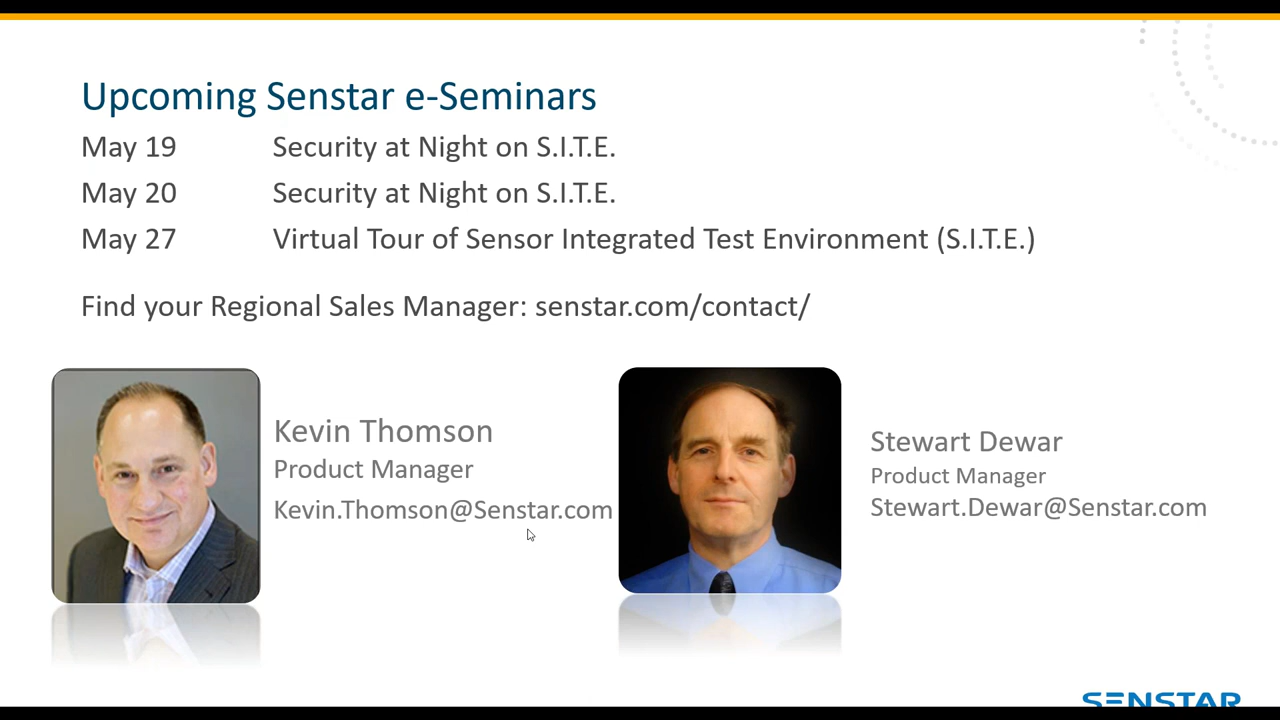 Upcoming Senstar e-Seminars
May 19 Security at Night on S.I.T.E.
May 20 Security at Night on S.I.T.E.
May 27 Virtual Tour of Sensor Integrated Test Environment (S.I.T.E.)
Find your Regional Sales Manager: senstar.com/contact/
Kevin Thomson
Product Manager
Kevin.Thomson@Senstar.com
Stewart Dewar
Product Manager
Stewart.Dewar@Senstar.com
SENSTAR